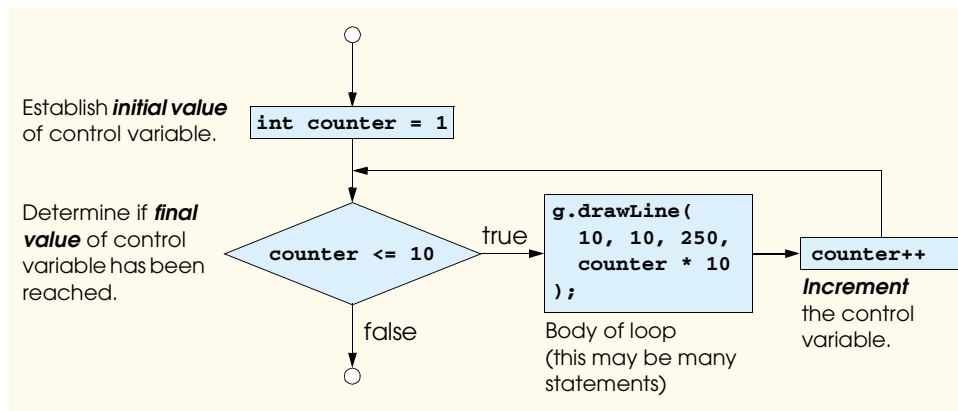 Establish initial value
of control variable.
int counter = 1
Determine if final
value of control
variable has been
reached.
counter <= 10
true
g.drawLine(
10, 10, 250,
counter * 10
);
counter++
Increment
the control
variable.
false
Body of loop
(this may be many
statements)